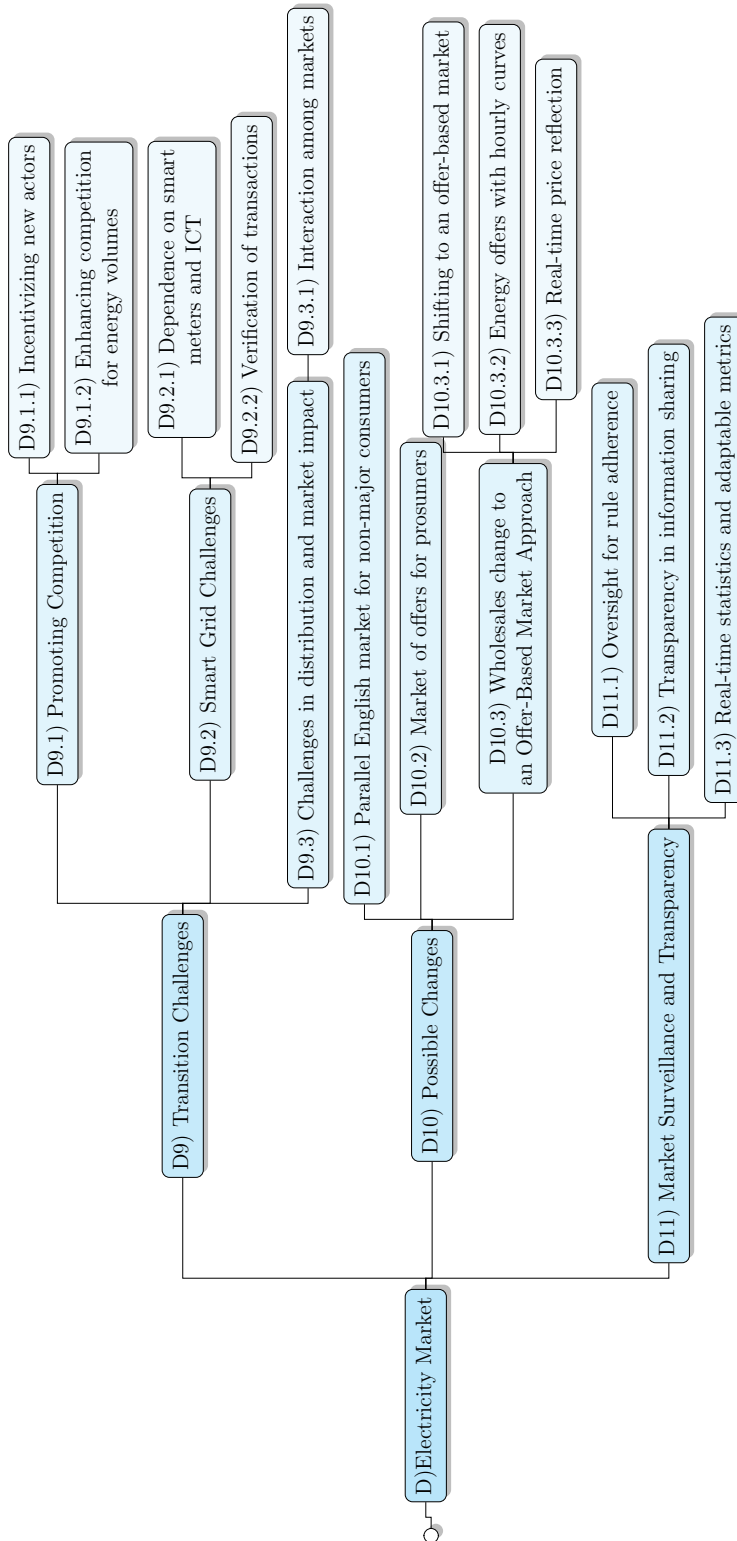 D)Electricity Market
D9) Transition Challenges
D9.1) Promoting Competition
D9.1.1) Incentivizing new actors
D9.1.2) Enhancing competition
for energy volumes
D9.2) Smart Grid Challenges
D9.2.1) Dependence on smart
meters and ICT
D9.2.2) Verification of transactions
D9.3) Challenges in distribution and market impact
D9.3.1) Interaction among markets
D10) Possible Changes
D10.1) Parallel English market for non-major consumers
D10.2) Market of offers for prosumers
D10.3) Wholesales change to
an Offer-Based Market Approach
D10.3.1) Shifting to an offer-based market
D10.3.2) Energy offers with hourly curves
D10.3.3) Real-time price reflection
D11) Market Surveillance and Transparency
D11.1) Oversight for rule adherence
D11.2) Transparency in information sharing
D11.3) Real-time statistics and adaptable metrics